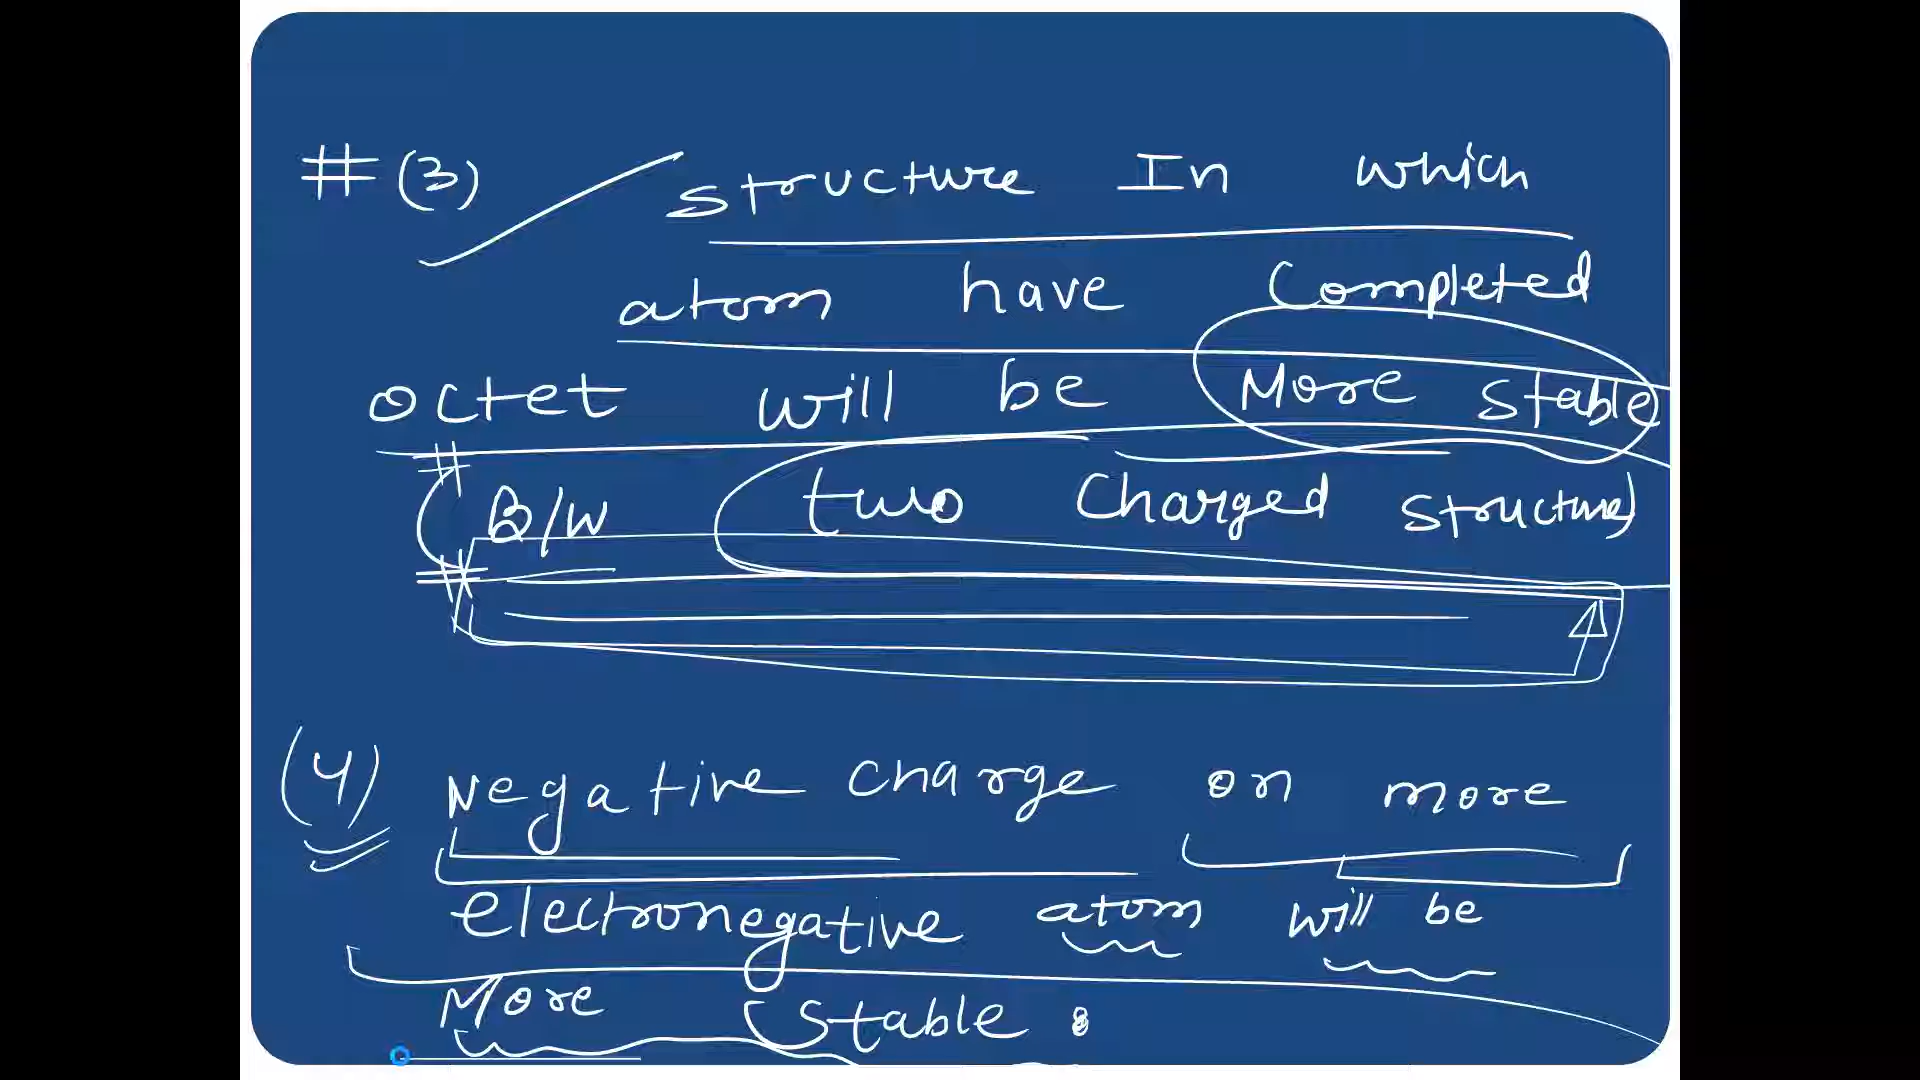 # (3) structure In which
atom have completed
octet will be More stable
B/W two charged structure)
(4) Negative charge on more
electronegative atom will be
More stable